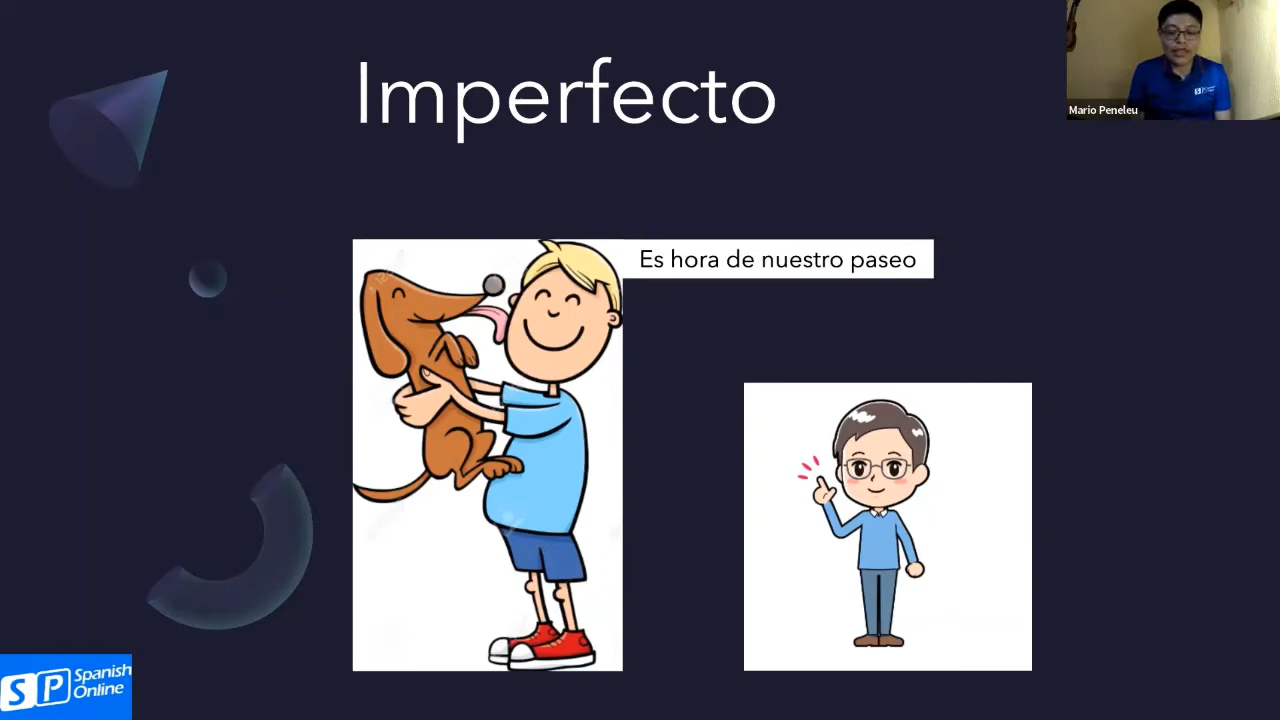 Imperfecto
Mario Peneleu
Es hora de nuestro paseo
SP Spanish
Online